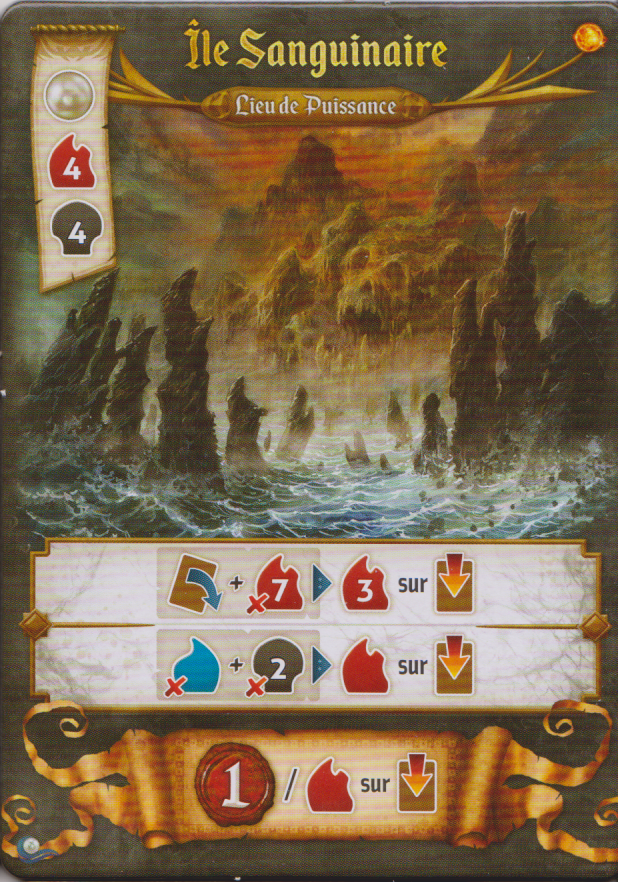 Île Sanguinaire
Lieu de Puissance
4
4
+ 7 3 sur
+ 2 sur
1 / sur